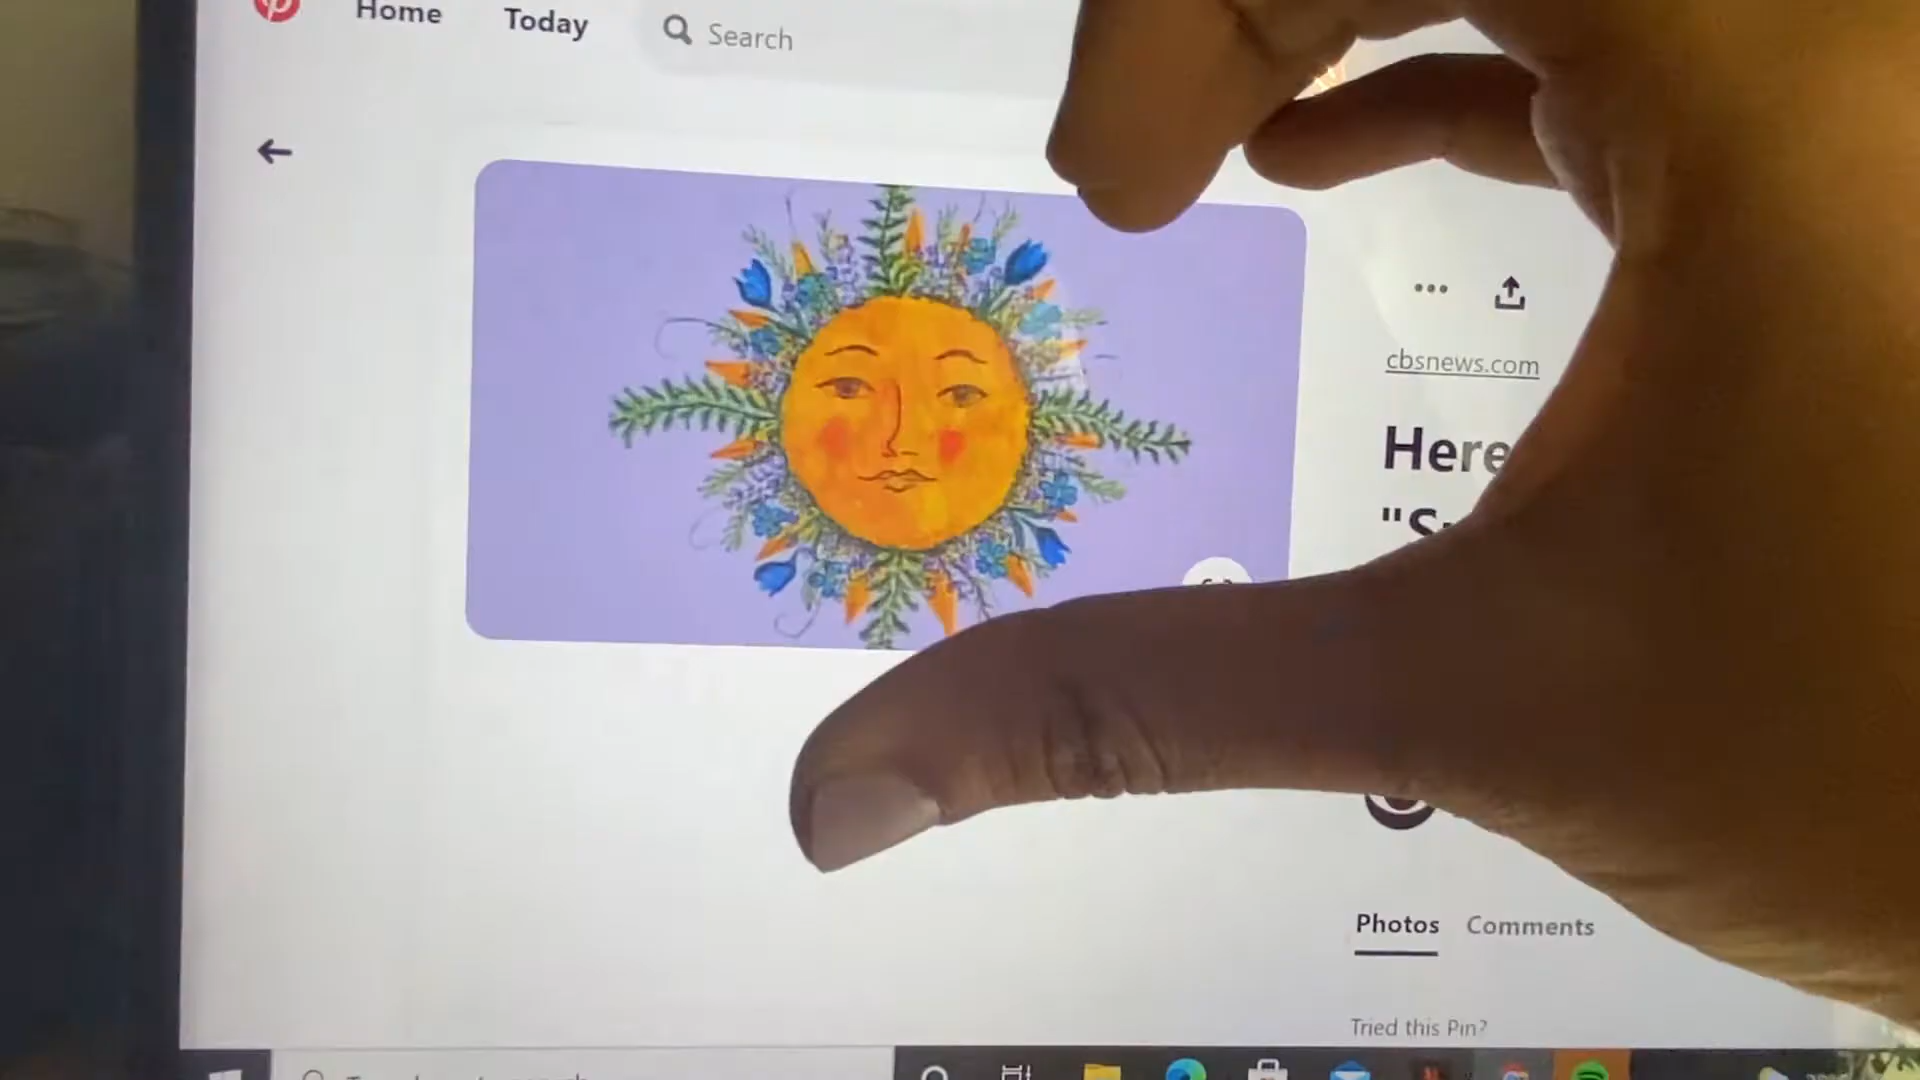 Home Today Search
cbsnews.com
Here
Photos Comments
Tried this Pin?